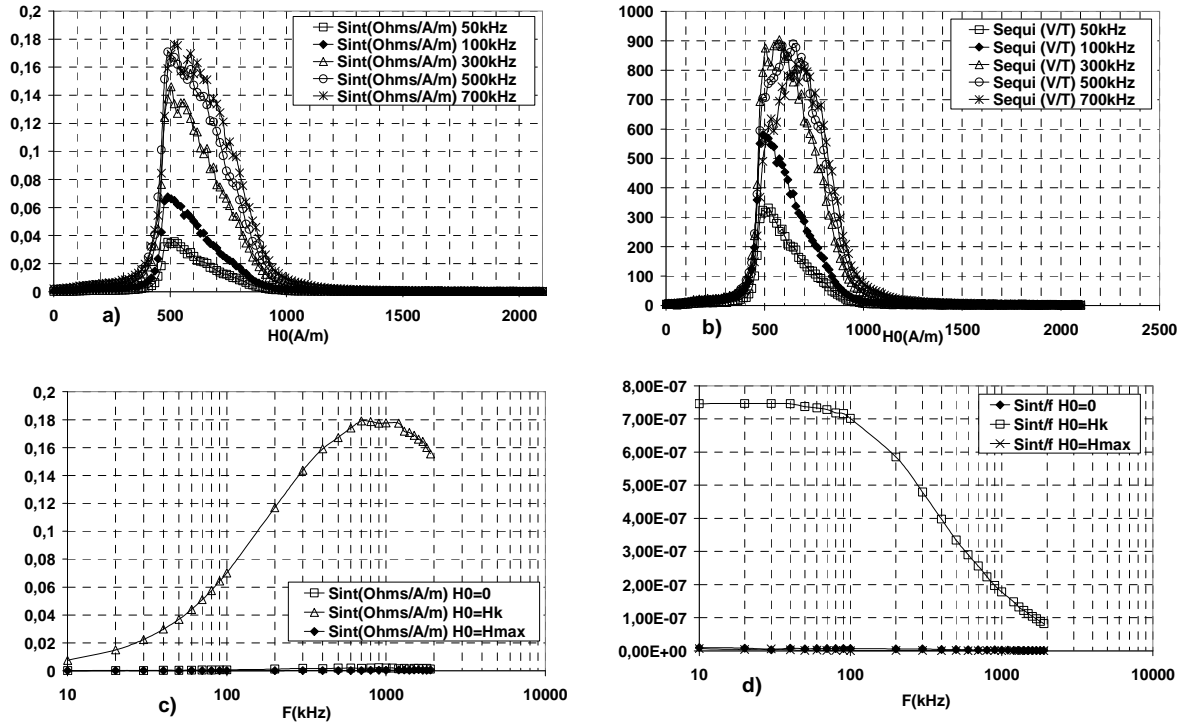 0,2
0,18
0,16
0,14
0,12
0,1
0,08
0,06
0,04
0,02
0
Sint(Ohms/A/m) 50kHz
Sint(Ohms/A/m) 100kHz
Sint(Ohms/A/m) 300kHz
Sint(Ohms/A/m) 500kHz
Sint(Ohms/A/m) 700kHz
0 500 1000 1500 2000
a) H0(A/m)
1000
900
800
700
600
500
400
300
200
100
0
Sequi (V/T) 50kHz
Sequi (V/T) 100kHz
Sequi (V/T) 300kHz
Sequi (V/T) 500kHz
Sequi (V/T) 700kHz
0 500 1000 1500 2000 2500
b) H0(A/m)
0,2
0,18
0,16
0,14
0,12
0,1
0,08
0,06
0,04
0,02
0
Sint(Ohms/A/m) H0=0
Sint(Ohms/A/m) H0=Hk
Sint(Ohms/A/m) H0=Hmax
10 100 1000 10000
c) F(kHz)
8,00E-07
7,00E-07
6,00E-07
5,00E-07
4,00E-07
3,00E-07
2,00E-07
1,00E-07
0,00E+00
Sint/f H0=0
Sint/f H0=Hk
Sint/f H0=Hmax
10 100 1000 10000
d) F(kHz)